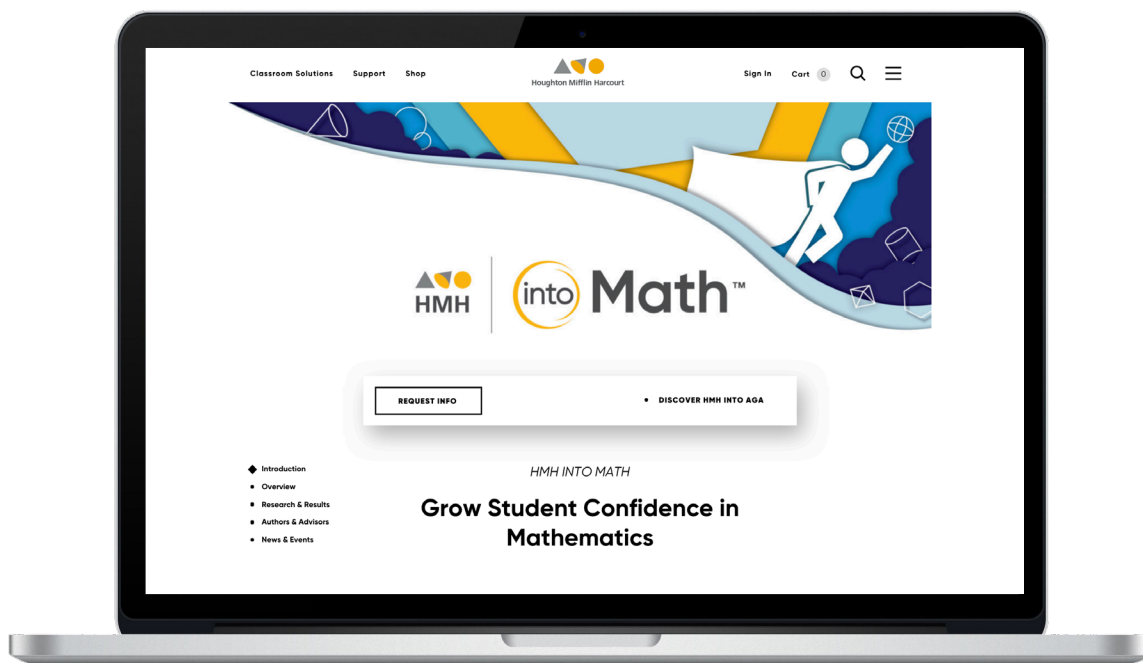 Classroom Solutions Support Shop
Houghton Mifflin Harcourt
Sign In Cart 0
HMH
into Math™
REQUEST INFO
• DISCOVER HMH INTO AGA
Introduction
• Overview
• Research & Results
• Authors & Advisors
• News & Events
HMH INTO MATH
Grow Student Confidence in
Mathematics